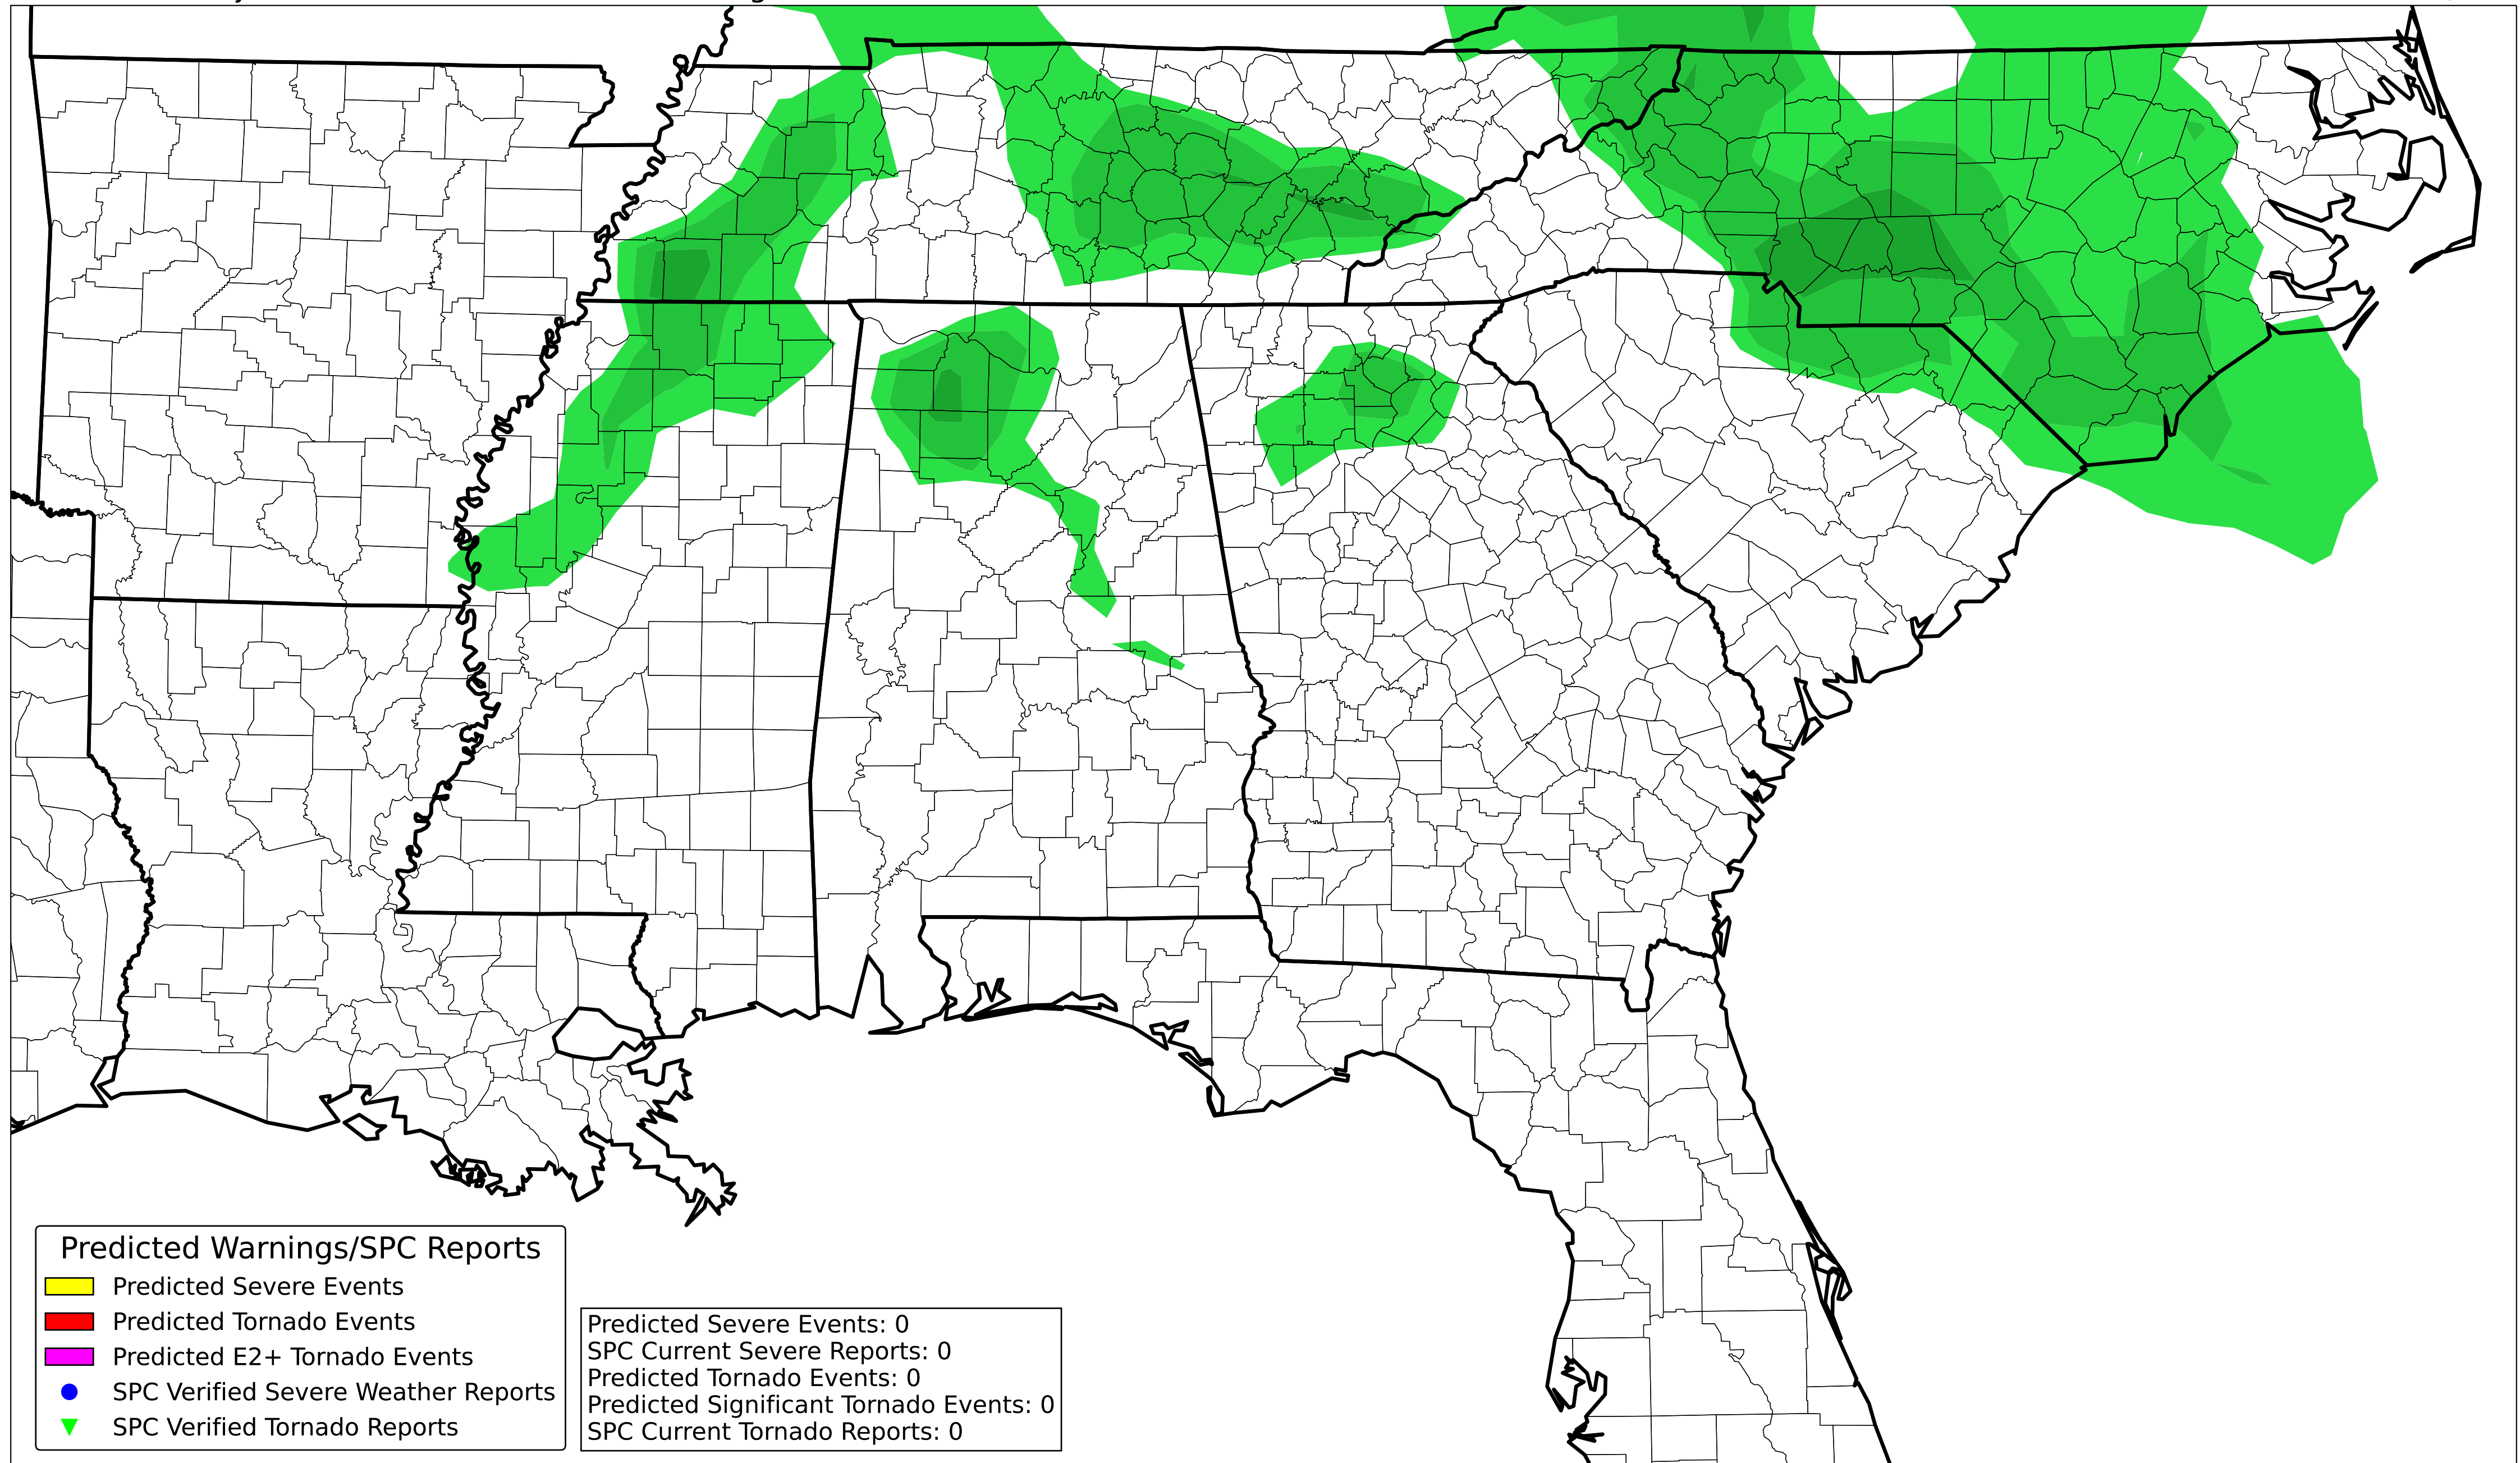 Predicted Warnings/SPC Reports
Predicted Severe Events
Predicted Tornado Events
Predicted E2+ Tornado Events
SPC Verified Severe Weather Reports
SPC Verified Tornado Reports
Predicted Severe Events: 0
SPC Current Severe Reports: 0
Predicted Tornado Events: 0
Predicted Significant Tornado Events: 0
SPC Current Tornado Reports: 0